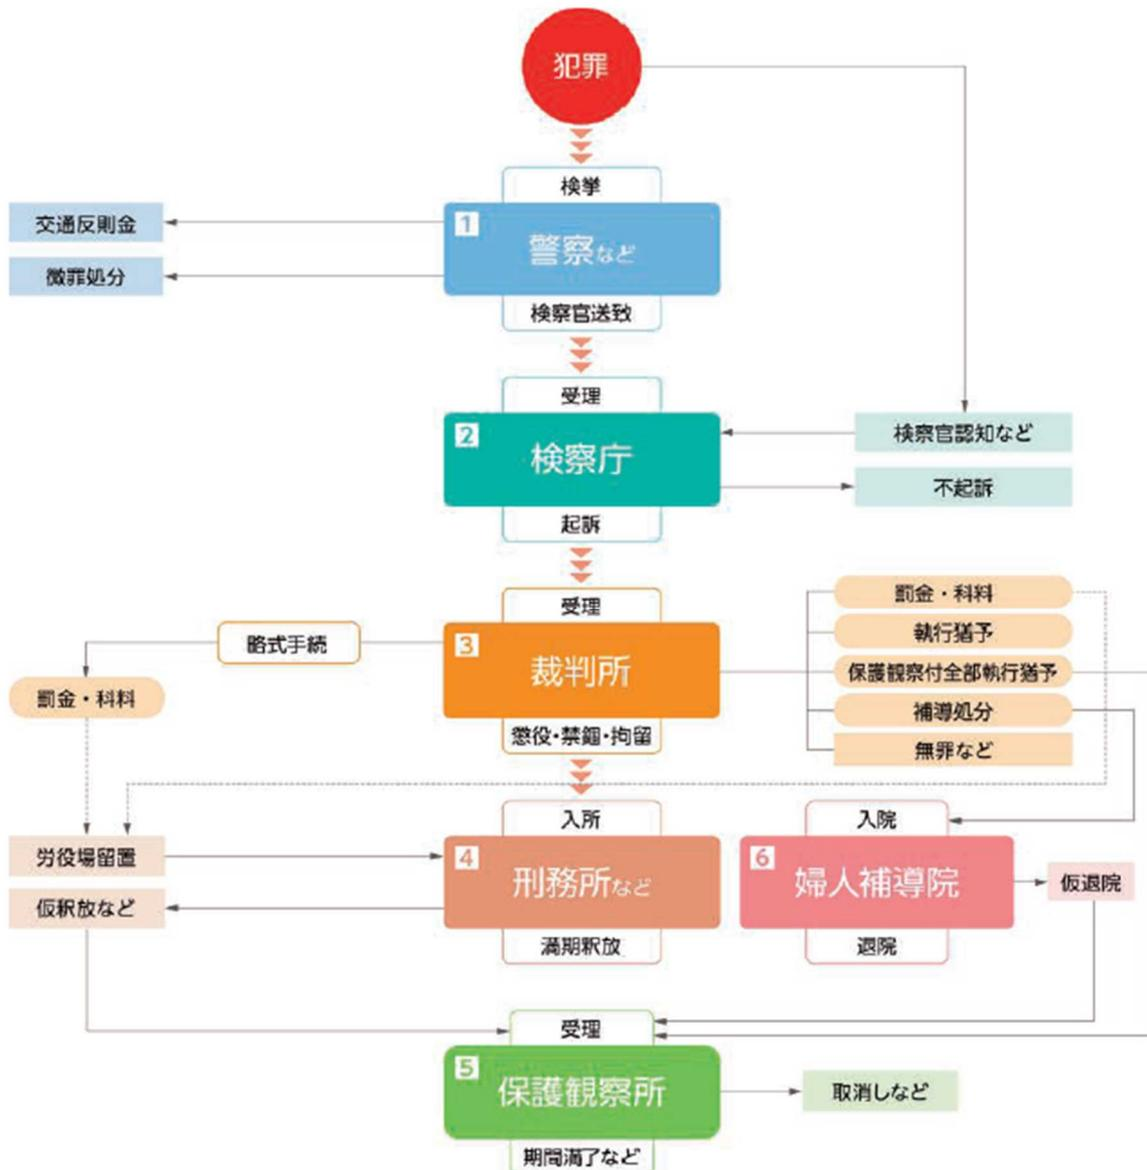 犯罪
検挙
1
警察など
交通反則金
微罪処分
検察官送致
受理
2
検察庁
検察官認知など
不起訴
起訴
受理
3
裁判所
略式手続
罰金・科料
罰金・科料
執行猶予
保護観察付全部執行猶予
補導処分
無罪など
懲役・禁錮・拘留
入所
4
刑務所など
労役場留置
仮釈放など
満期釈放
入院
6
婦人補導院
仮退院
退院
受理
5
保護観察所
取消しなど
期間満了など